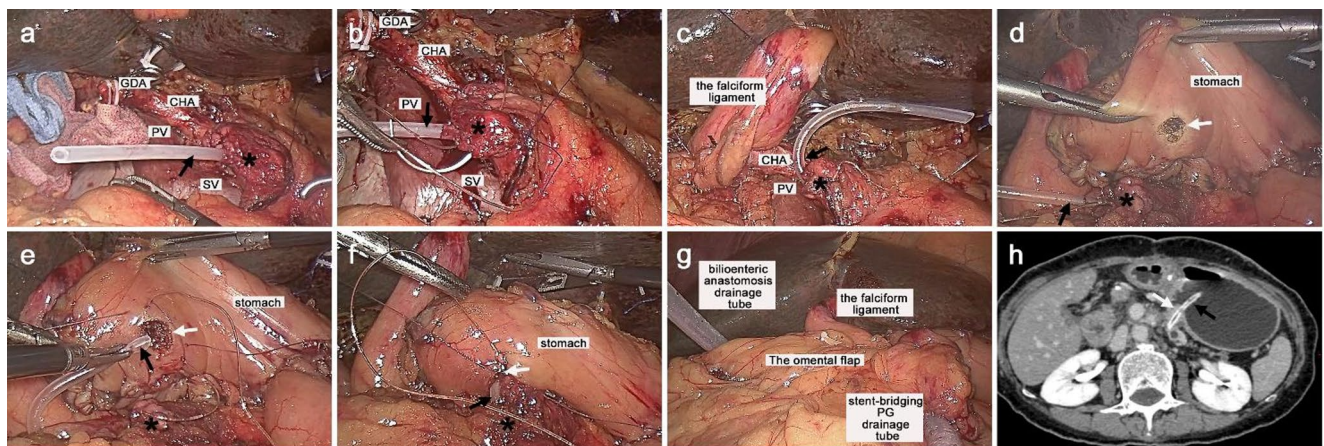 a
GDA
CHA
PV
*
SV
b
GDA
CHA
PV
*
SV
c
the falciform
ligament
CHA
PV
*
d
stomach
*
e
stomach
*
f
stomach
*
g
bilioenteric
anastomosis
drainage
tube
the falciform
ligament
The omental flap
stent-bridging
PG
drainage
tube
h